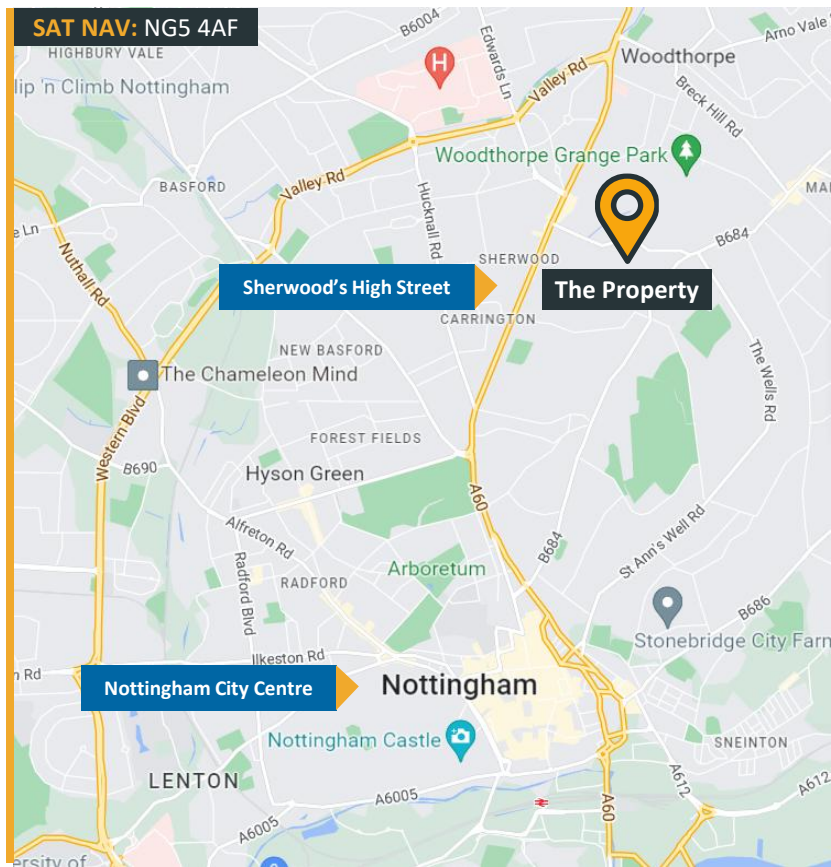 SAT NAV: NG5 4AF
B6004
Edwards Ln
Arno Vale
HIGHBURY VALE
H
Woodthorpe
Valley Rd
lip 'n Climb Nottingham
Breck Hill Rd
Woodthorpe Grange Park
BASFORD
Valley Rd
Hucknall Rd
MA
e Ln
B684
Nuthall Rd
SHERWOOD
Sherwood's High Street
The Property
CARRINGTON
NEW BASFORD
The Wells Rd
The Chameleon Mind
Western Blvd
FOREST FIELDS
B690
Hyson Green
A60
Alfreton Rd
St Ann's Well Rd
B684
Radford Blvd
Arboretum
RADFORD
B686
Stonebridge City Farm
Ilkeston Rd
n Rd
Nottingham City Centre
Nottingham
Nottingham Castle
SNEINTON
LENTON
A612
A612
A6005
A60
A6005
ersity of